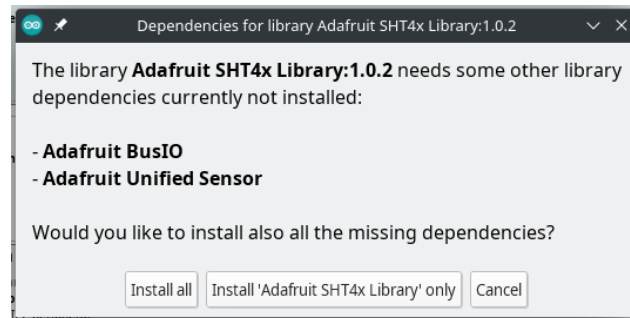 Dependencies for library Adafruit SHT4x Library:1.0.2
The library Adafruit SHT4x Library:1.0.2 needs some other library
dependencies currently not installed:
- Adafruit BusIO
- Adafruit Unified Sensor
Would you like to install also all the missing dependencies?
Install all
Install 'Adafruit SHT4x Library' only
Cancel